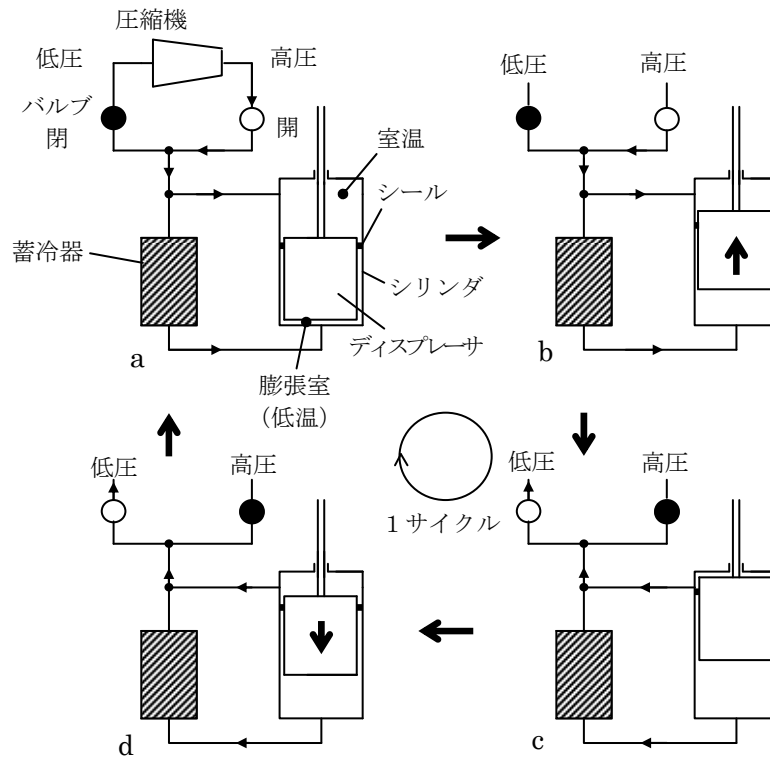 圧縮機
低圧
高圧
バルブ
閉
開
室温
シール
蓄冷器
シリンダ
ディスプレーサ
膨張室
(低温)
a
低圧
高圧
b
低圧
高圧
d
1サイクル
低圧
高圧
c